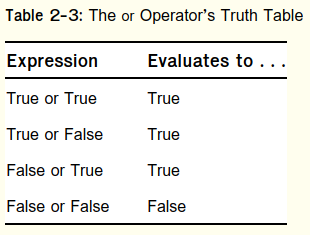 Table 2-3: The or Operator’s Truth Table
Expression Evaluates to . . .
True or True True
True or False True
False or True True
False or False False